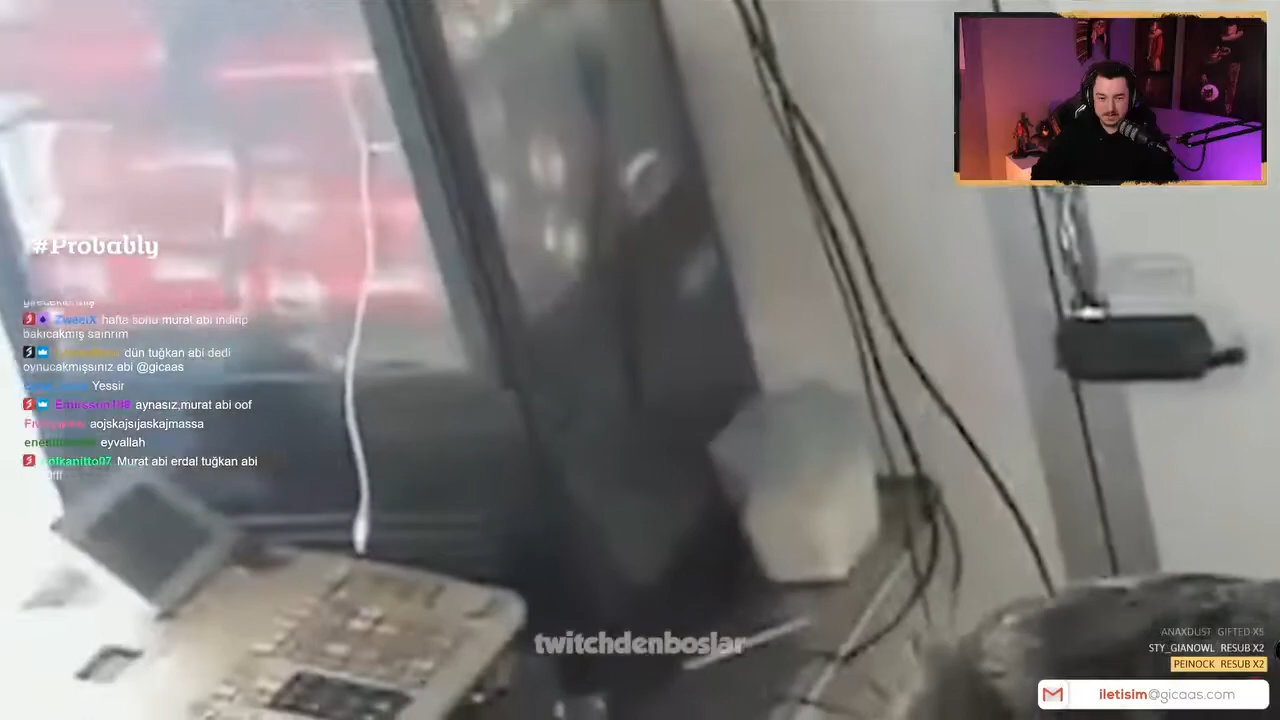 #Probably
ZweeiX hafta sonu murat abi indirip
bakıcakmış sanırım
dün tuğkan abi dedi
oynucakmışsınız abi @gicaas
Yessir
aynasız,murat abi oof
aojskajsıjaskajmassa
eyvallah
Murat abi erdal tuğkan abi
twitchdenboslar
ANAXDUST GIFTED X5
STY_GIANOWL RESUB X2
PEINOCK RESUB X2
iletisim@gicaas.com